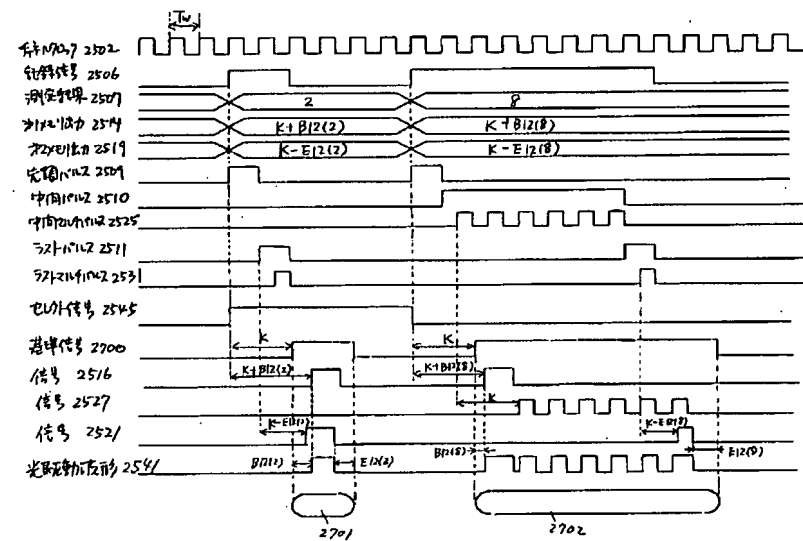 Tw
チャネルクロック 2502
記録信号 2506
測定結果 2507
2
8
オ1メモリ出力 2514
K+B12(2)
K+B12(8)
オ2メモリ出力 2519
K-E12(2)
K-E12(8)
先頭パルス 2509
中間パルス 2510
中間マルチパルス 2525
ラストパルス 2511
ラストマルチパルス 2531
セレクト信号 2545
基準信号 2700
K
K
信号 2516
K+B12(2)
K+B12(8)
信号 2527
K
信号 2521
K-E12(2)
K-E12(8)
光駆動波形 2541
B12(2)
E12(2)
B12(8)
E12(8)
2701
2702